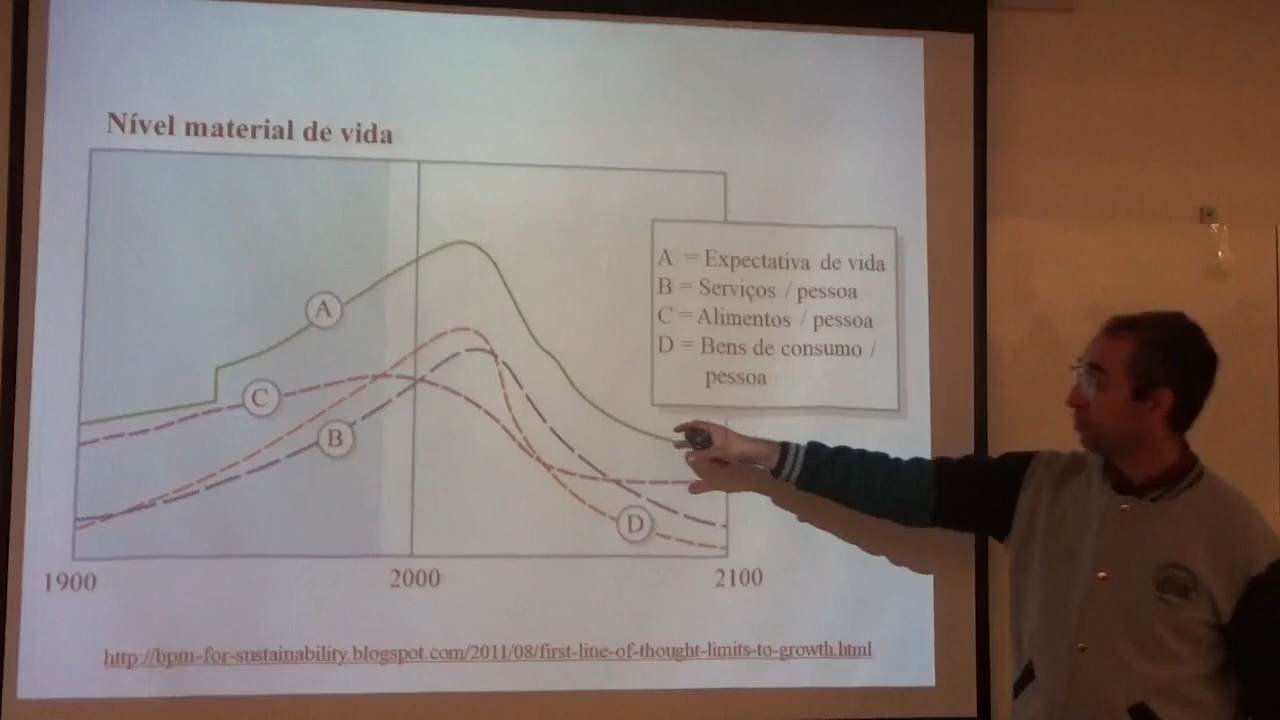 Nível material de vida
A = Expectativa de vida
B = Serviços / pessoa
C = Alimentos / pessoa
D = Bens de consumo /
pessoa
A
C
B
D
1900
2000
2100
http://bpm-for-sustainability.blogspot.com/2011/08/first-line-of-thought-limits-to-growth.html